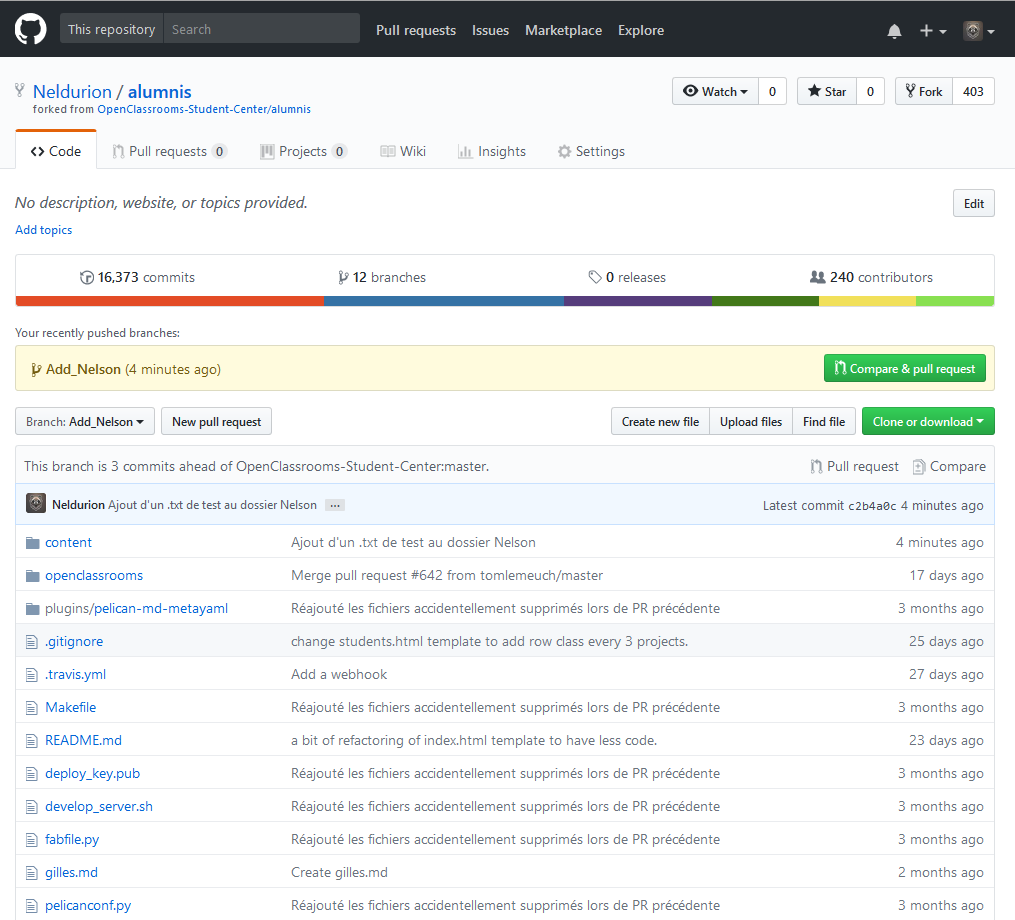 This repository Search Pull requests Issues Marketplace Explore
Neldurion / alumnis Watch 0 Star 0 Fork 403
forked from OpenClassrooms-Student-Center/alumnis
Code Pull requests 0 Projects 0 Wiki Insights Settings
No description, website, or topics provided. Edit
Add topics
16,373 commits 12 branches 0 releases 240 contributors
Your recently pushed branches:
Add_Nelson (4 minutes ago) Compare & pull request
Branch: Add_Nelson New pull request Create new file Upload files Find file Clone or download
This branch is 3 commits ahead of OpenClassrooms-Student-Center:master. Pull request Compare
Neldurion Ajout d'un .txt de test au dossier Nelson ... Latest commit c2b4a0c 4 minutes ago
content Ajout d'un .txt de test au dossier Nelson 4 minutes ago
openclassrooms Merge pull request #642 from tomlemeuch/master 17 days ago
plugins/pelican-md-metayaml Réajouté les fichiers accidentellement supprimés lors de PR précédente 3 months ago
.gitignore change students.html template to add row class every 3 projects. 25 days ago
.travis.yml Add a webhook 27 days ago
Makefile Réajouté les fichiers accidentellement supprimés lors de PR précédente 3 months ago
README.md a bit of refactoring of index.html template to have less code. 23 days ago
deploy_key.pub Réajouté les fichiers accidentellement supprimés lors de PR précédente 3 months ago
develop_server.sh Réajouté les fichiers accidentellement supprimés lors de PR précédente 3 months ago
fabfile.py Réajouté les fichiers accidentellement supprimés lors de PR précédente 3 months ago
gilles.md Create gilles.md 2 months ago
pelicanconf.py Réajouté les fichiers accidentellement supprimés lors de PR précédente 3 months ago